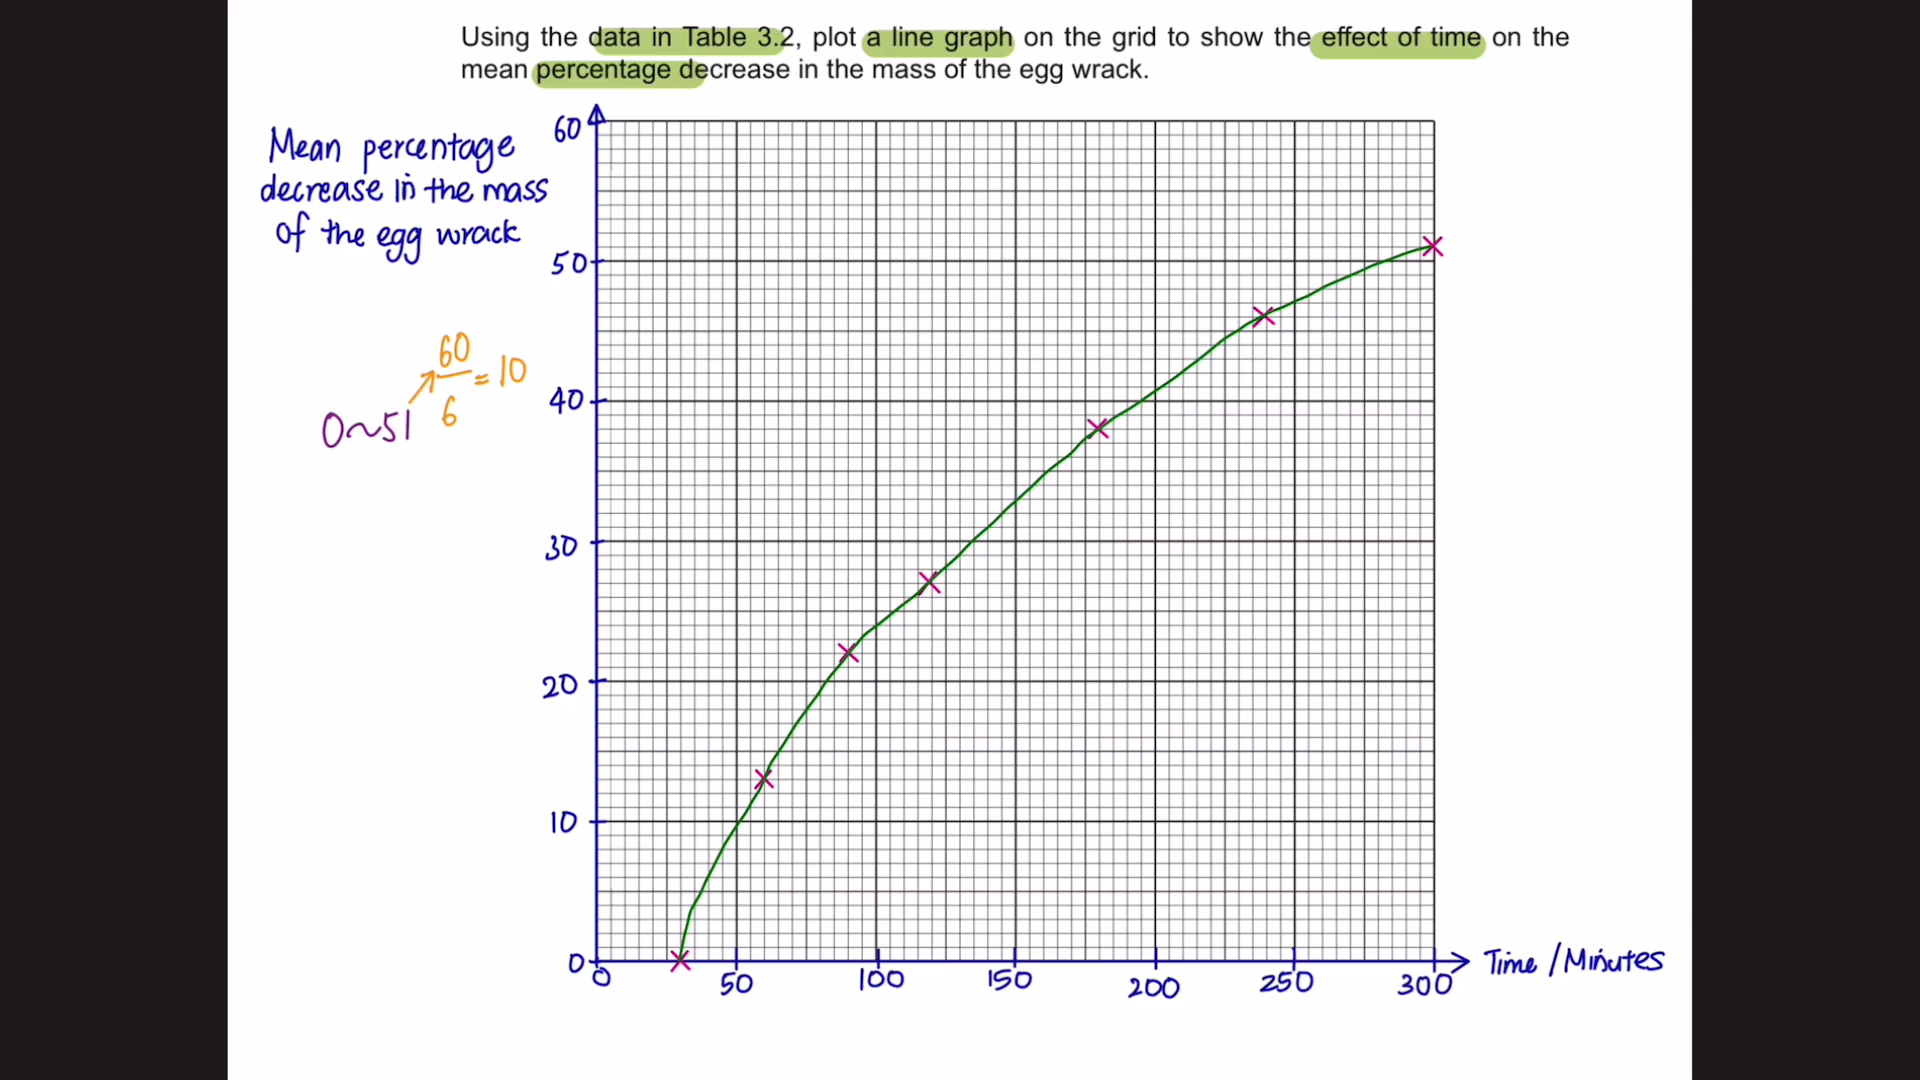 Using the data in Table 3.2, plot a line graph on the grid to show the effect of time on the
mean percentage decrease in the mass of the egg wrack.
Mean percentage
decrease in the mass
of the egg wrack
60
50
60
6
= 10
0~51
40
30
20
10
0
0 50 100 150 200 250 300
Time / Minutes